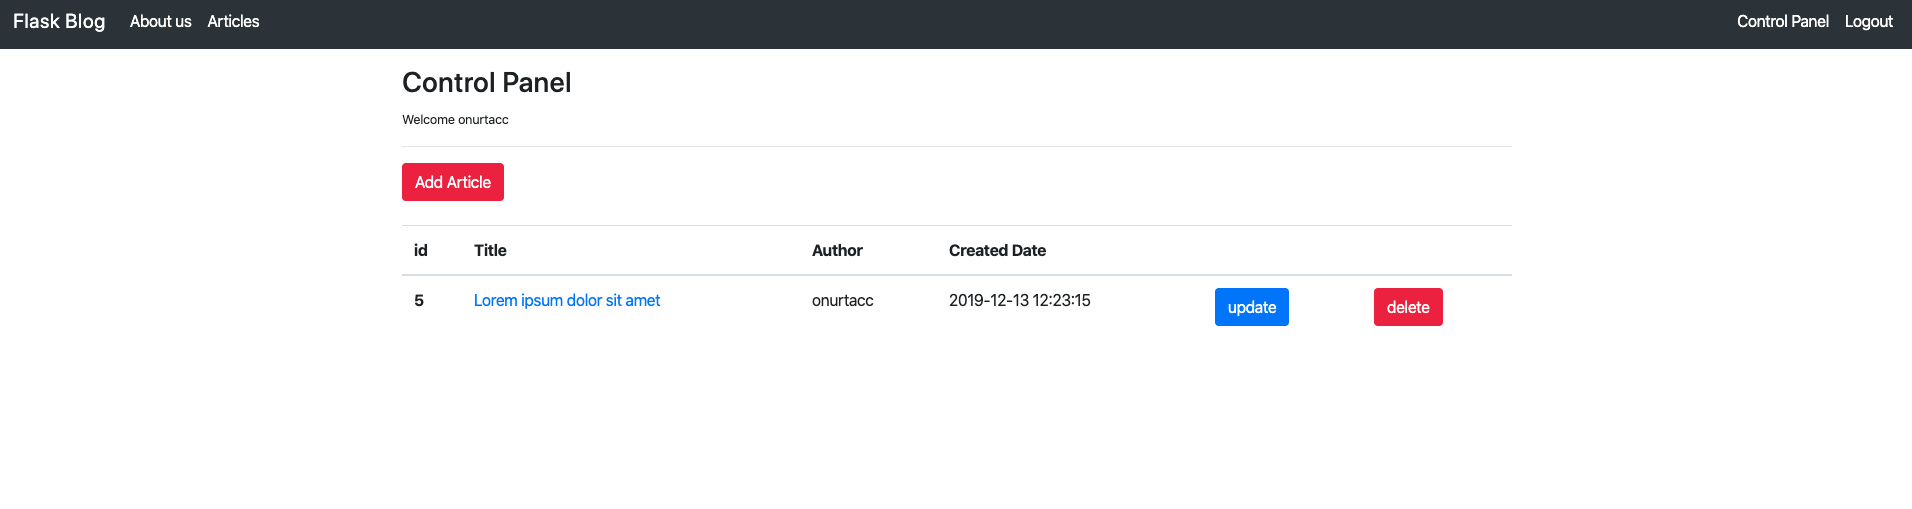 Flask Blog About us Articles Control Panel Logout
Control Panel
Welcome onurtacc
Add Article
id Title Author Created Date
5 Lorem ipsum dolor sit amet onurtacc 2019-12-13 12:23:15 update delete